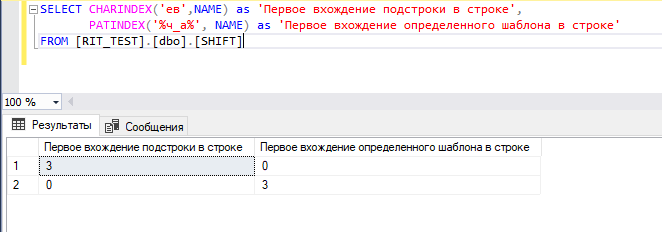 SELECT CHARINDEX('ев',NAME) as 'Первое вхождение подстроки в строке',
PATINDEX('%ч_а%', NAME) as 'Первое вхождение определенного шаблона в строке'
FROM [RIT_TEST].[dbo].[SHIFT]
100 %
Результаты Сообщения
Первое вхождение подстроки в строке Первое вхождение определенного шаблона в строке
1 3 0
2 0 3